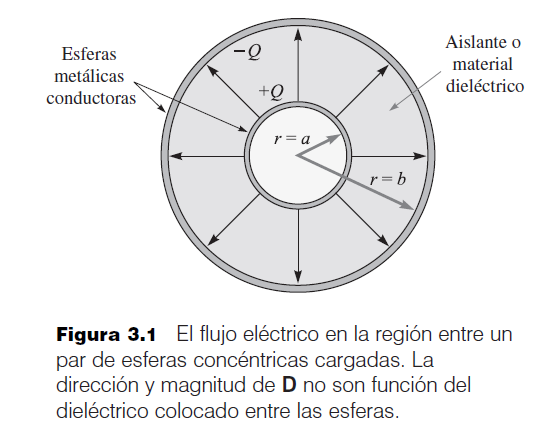 Esferas
metálicas
conductoras
−Q
+Q
r = a
r = b
Aislante o
material
dieléctrico
Figura 3.1 El flujo eléctrico en la región entre un
par de esferas concéntricas cargadas. La
dirección y magnitud de D no son función del
dieléctrico colocado entre las esferas.